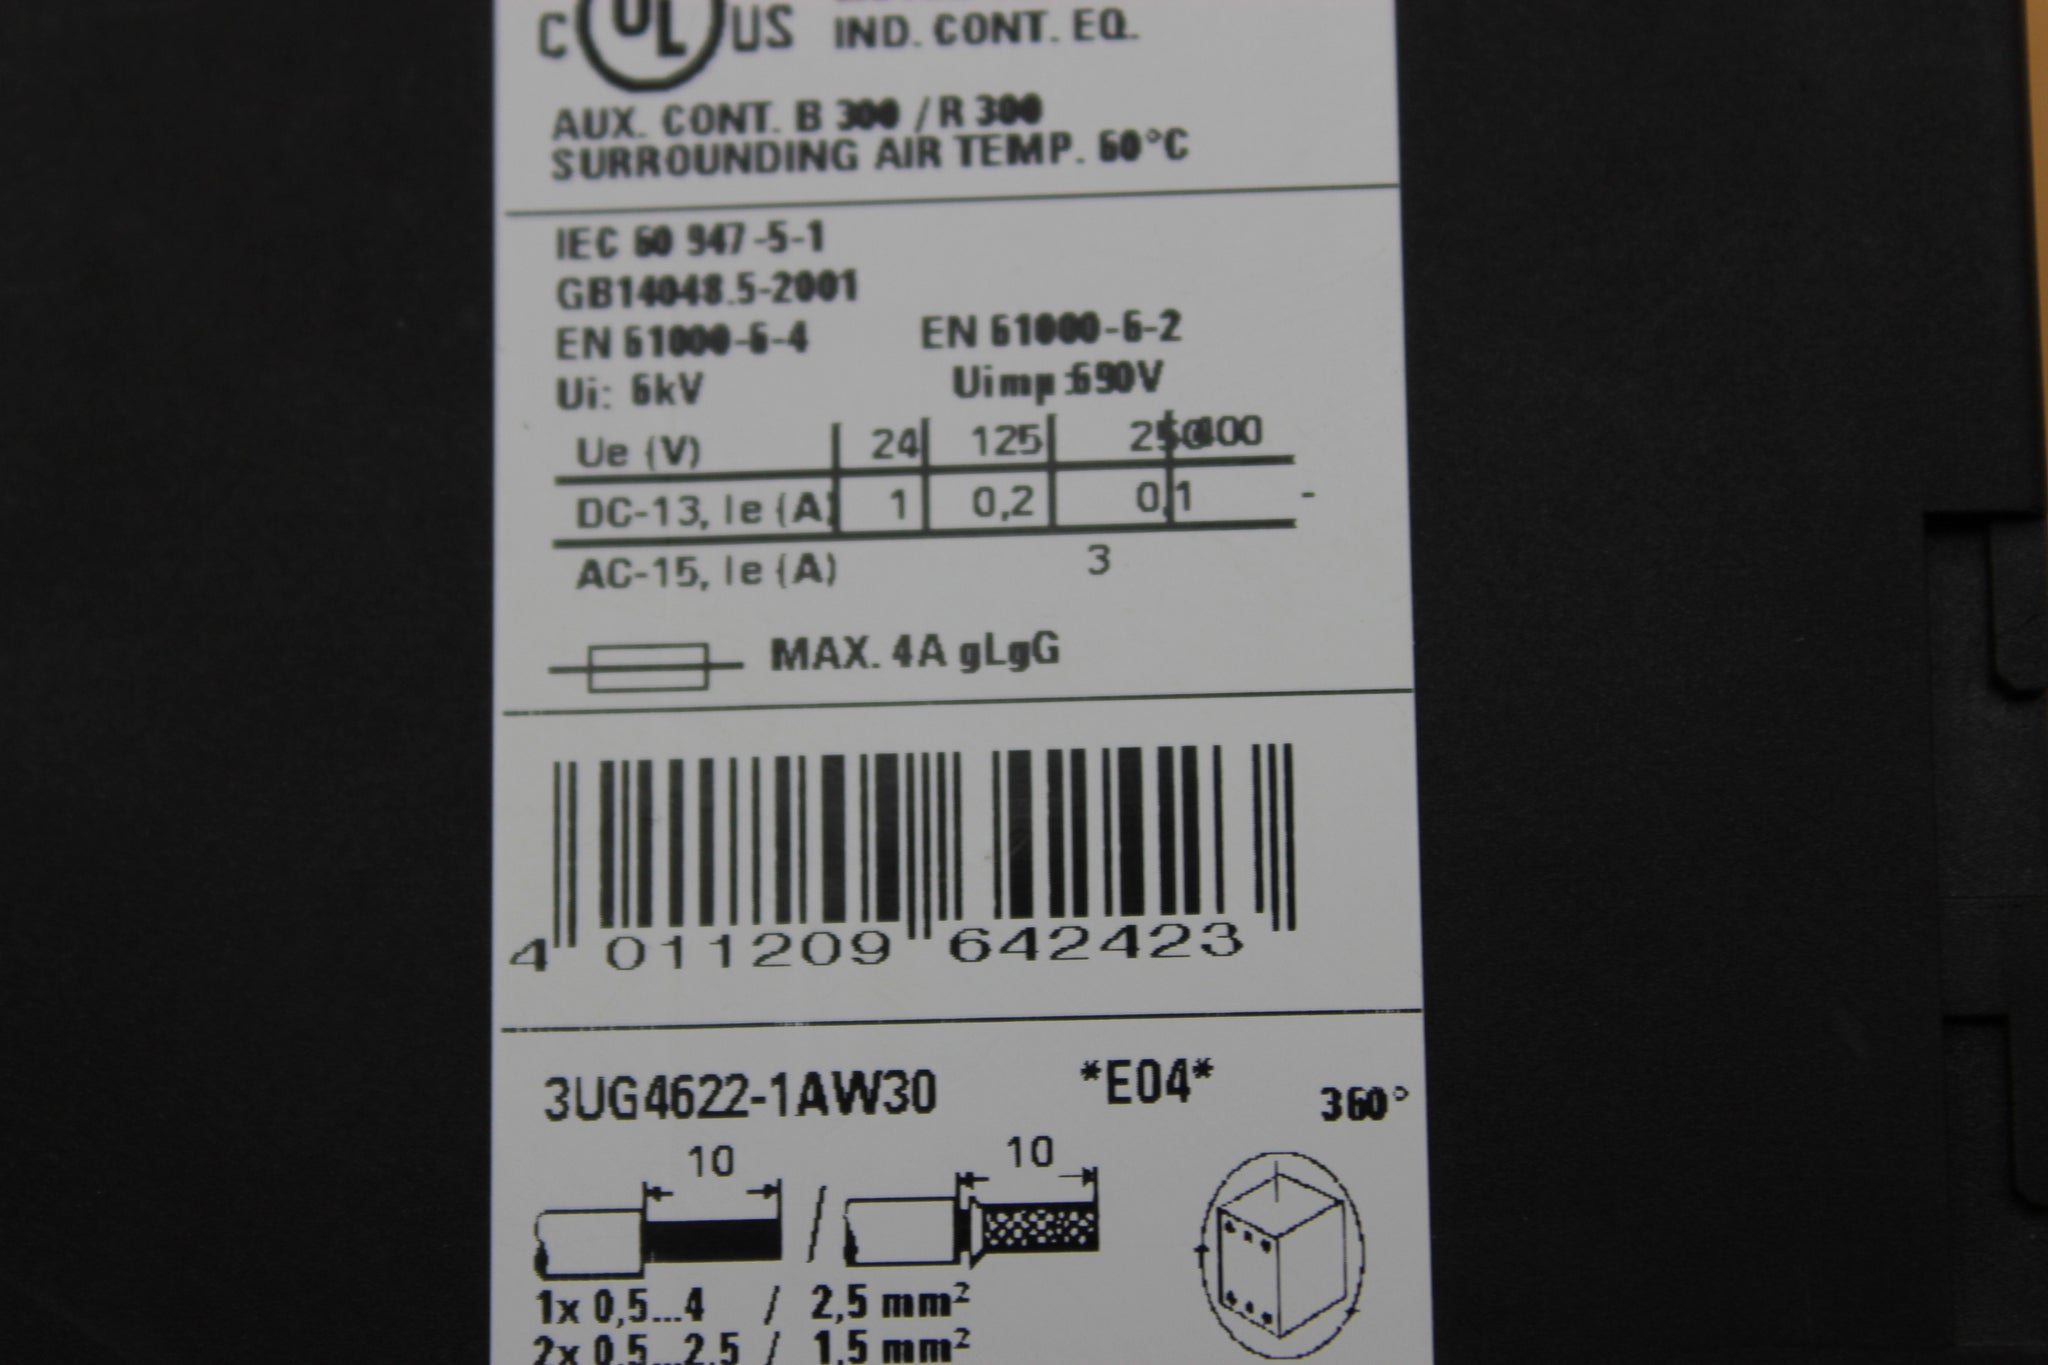 C UL US IND. CONT. EQ.
AUX. CONT. B 300 / R 300
SURROUNDING AIR TEMP. 60°C
IEC 60 947-5-1
GB14048.5-2001
EN 61000-6-4 EN 61000-6-2
Ui: 6kV Uimp:690V
Ue (V) 24 125 250 400
DC-13, Ie (A) 1 0,2 0,1 -
AC-15, Ie (A) 3
MAX. 4A gLgG
4 011209 642423
3UG4622-1AW30 *E04* 360°
10 10
1x 0,5...4 / 2,5 mm²
2x 0,5...2,5 / 1,5 mm²